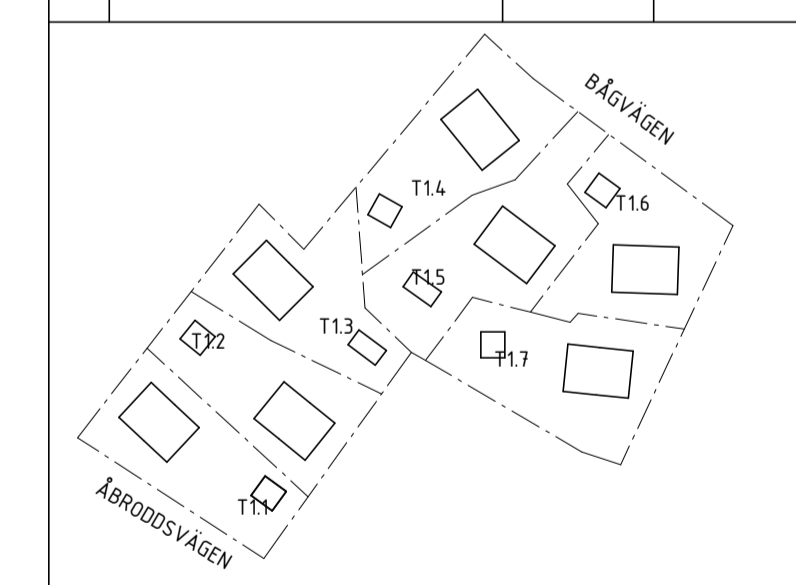 BÅGVÄGEN
T1.4
T1.6
T1.5
T1.3
T1.2
T1.7
T1.1
ÅBRODDSVÄGEN